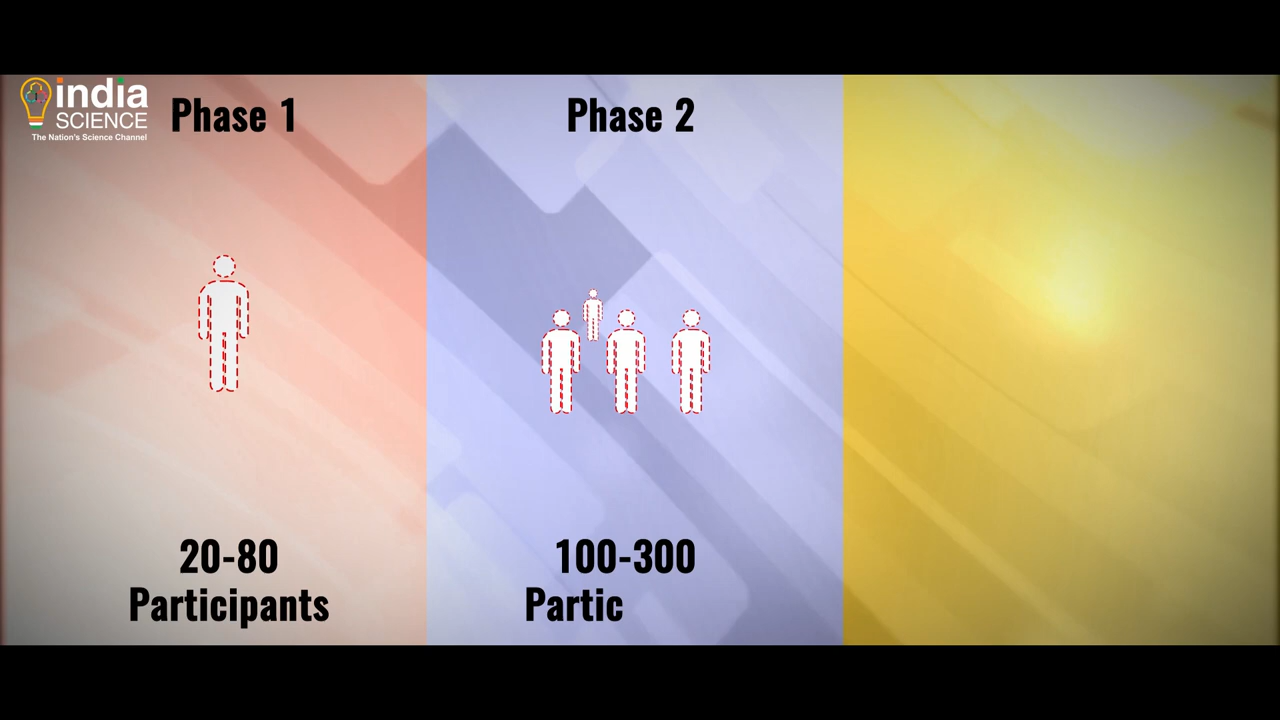 india
SCIENCE
The Nation's Science Channel
Phase 1
Phase 2
20-80
Participants
100-300
Partic